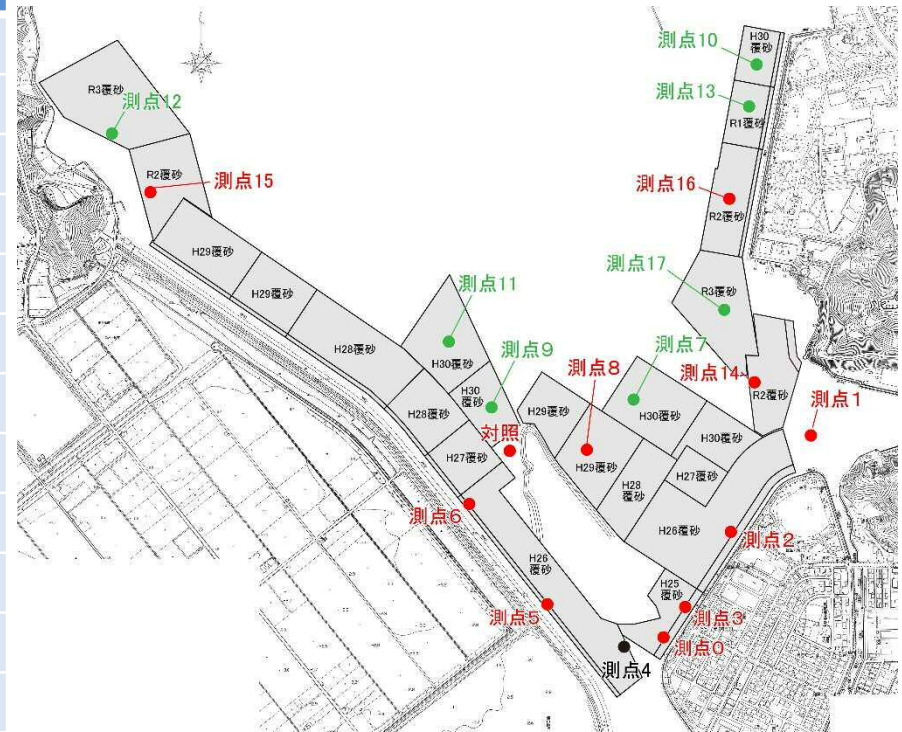 H30
覆砂
測点10
R3覆砂
測点12
測点13
R1覆砂
R2覆砂
測点15
測点16
R2覆砂
H29覆砂
測点17
測点11
H29覆砂
R3覆砂
H28覆砂
測点9
測点8
測点7
H30覆砂
H30
覆砂
測点14
R2覆砂
H28覆砂
対照
H29覆砂
H30覆砂
H30覆砂
測点1
H27覆砂
H29覆砂
H28
覆砂
H27覆砂
測点6
H26覆砂
測点2
H26
覆砂
H25
覆砂
測点5
測点3
測点0
測点4